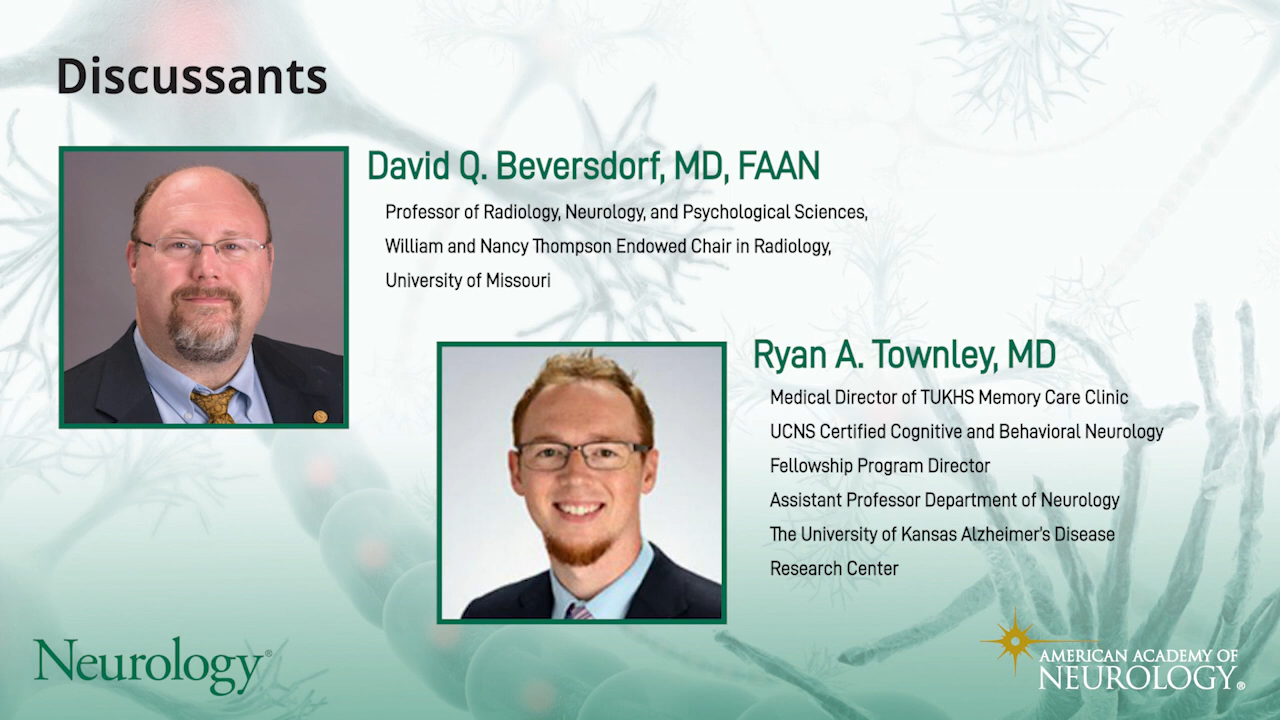 Discussants
David Q. Beversdorf, MD, FAAN
Professor of Radiology, Neurology, and Psychological Sciences,
William and Nancy Thompson Endowed Chair in Radiology,
University of Missouri
Ryan A. Townley, MD
Medical Director of TUKHS Memory Care Clinic
UCNS Certified Cognitive and Behavioral Neurology
Fellowship Program Director
Assistant Professor Department of Neurology
The University of Kansas Alzheimer's Disease
Research Center
Neurology®
AMERICAN ACADEMY OF
NEUROLOGY®